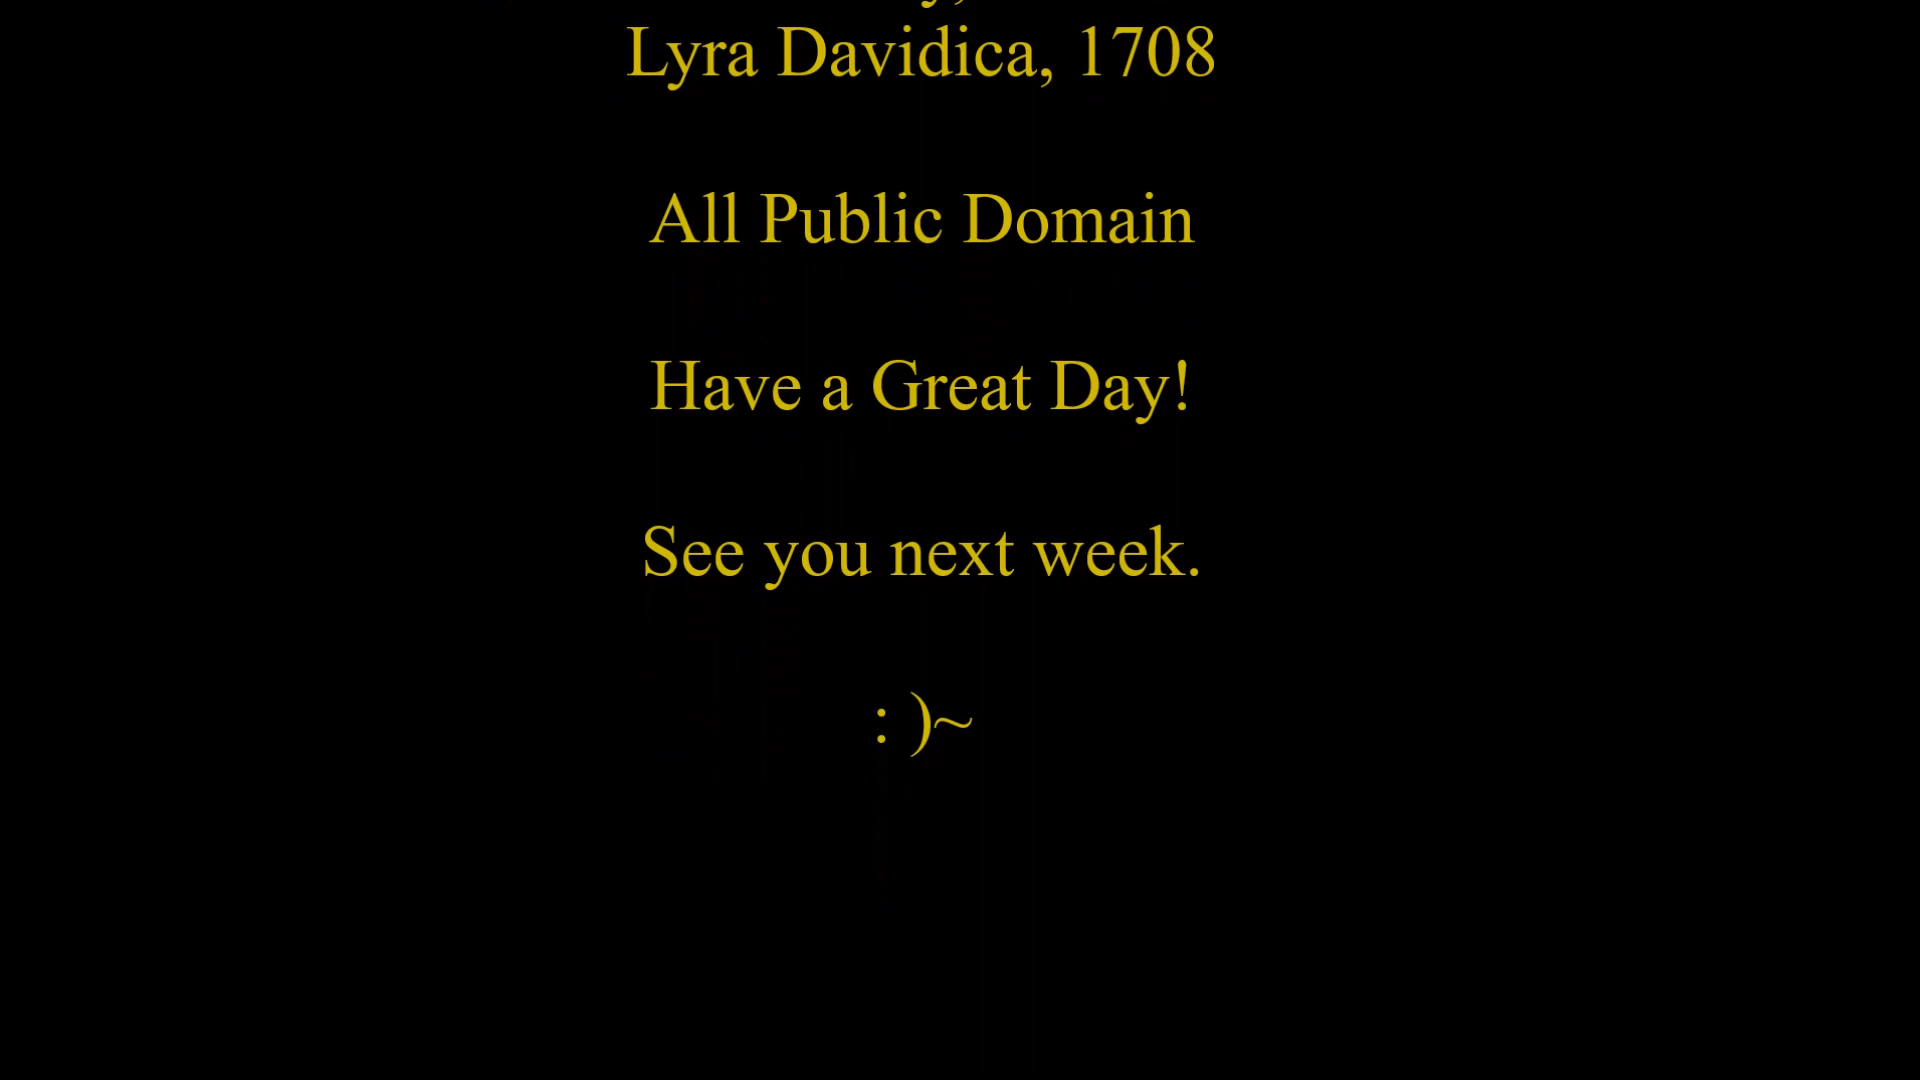 Lyra Davidica, 1708
All Public Domain
Have a Great Day!
See you next week.
: )~